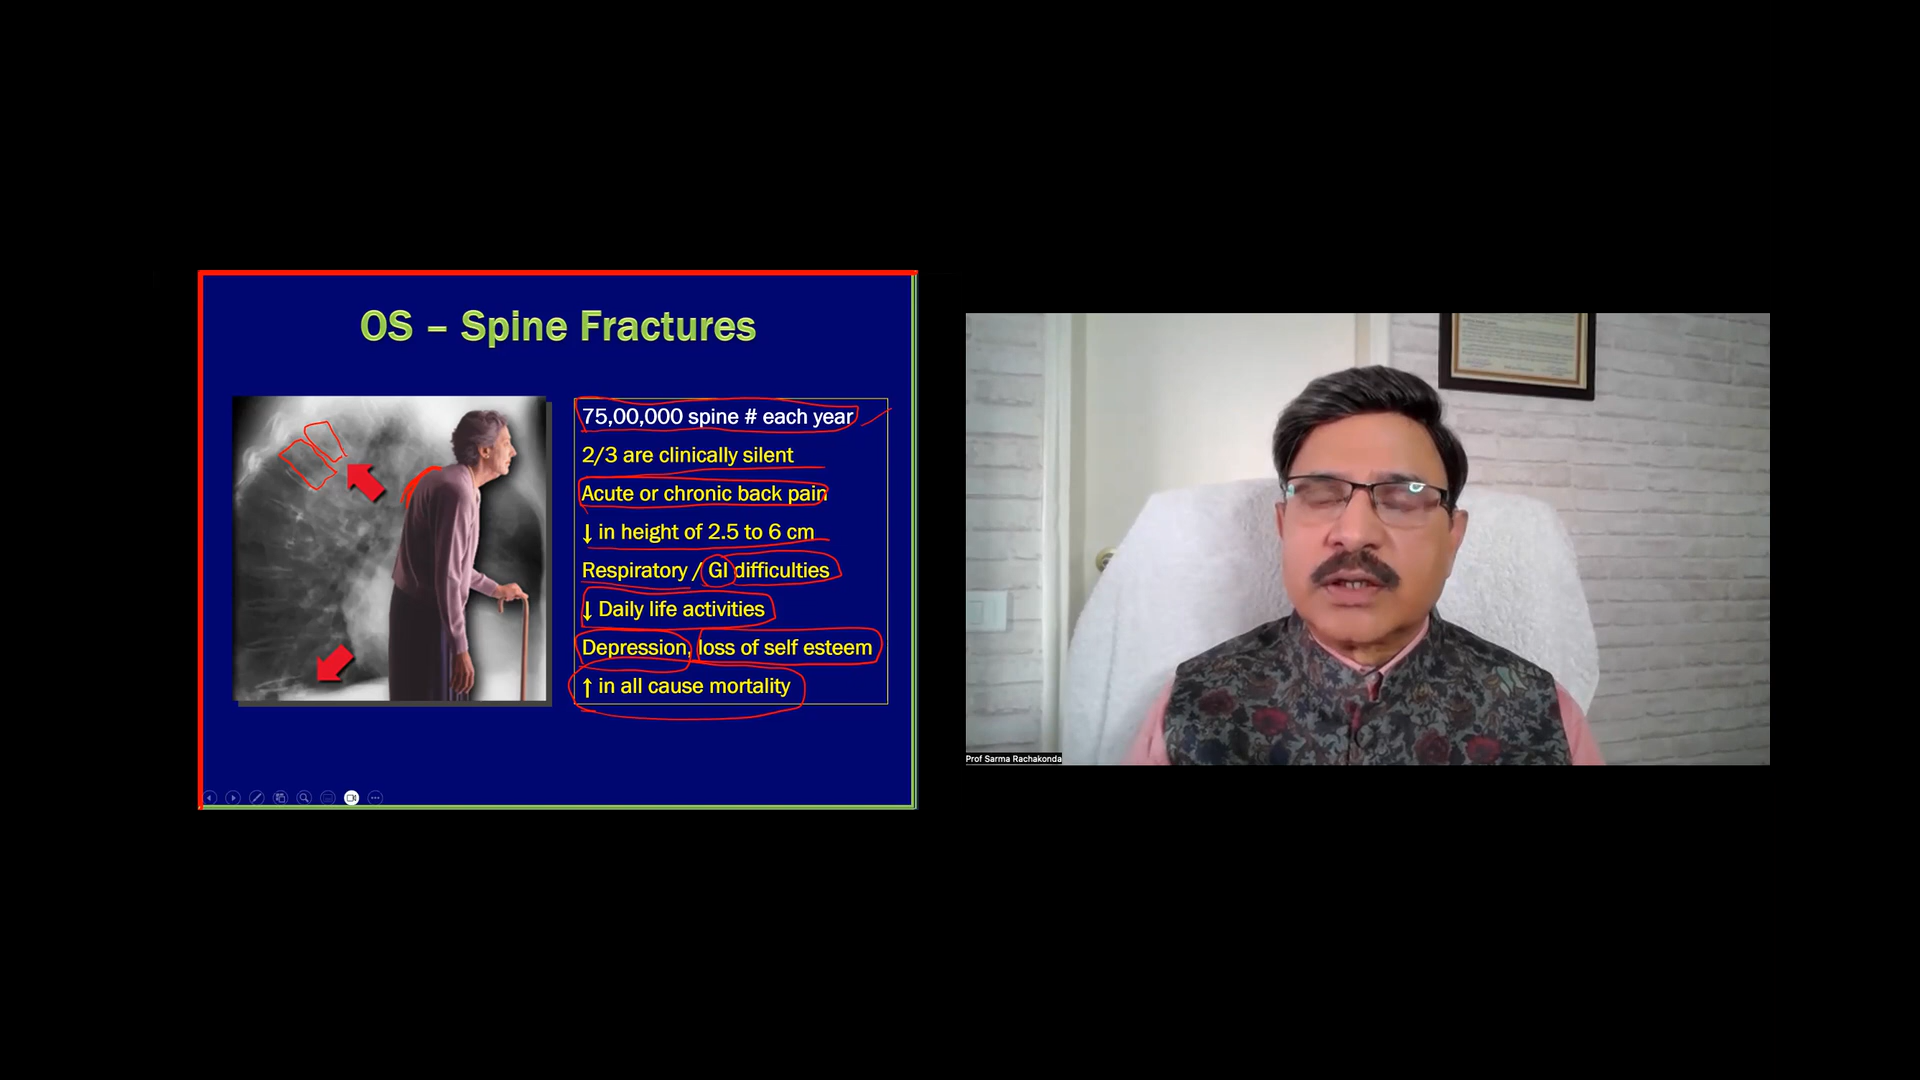 OS – Spine Fractures
75,00,000 spine # each year
2/3 are clinically silent
Acute or chronic back pain
↓ in height of 2.5 to 6 cm
Respiratory / GI difficulties
↓ Daily life activities
Depression, loss of self esteem
↑ in all cause mortality
Prof Sarma Rachakonda